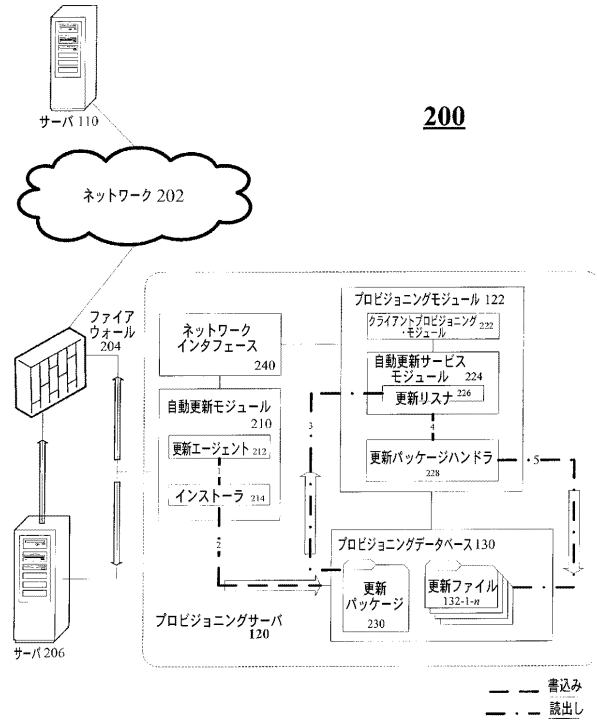 サーバ 110
200
ネットワーク 202
ファイア
ウォール
204
サーバ 206
ネットワーク
インタフェース
240
自動更新モジュール
210
更新エージェント 212
1
インストーラ 214
2
プロビジョニングモジュール 122
クライアントプロビジョニング
・モジュール 222
自動更新サービス
モジュール 224
更新リスナ 226
3
4
更新パッケージハンドラ
228
5
プロビジョニングデータベース 130
更新
パッケージ
230
更新ファイル
132-1-n
プロビジョニングサーバ
120
書込み
読出し